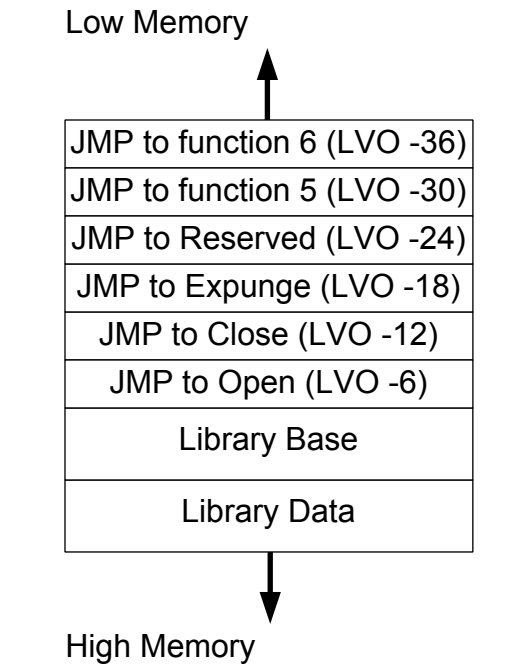 Low Memory
JMP to function 6 (LVO -36)
JMP to function 5 (LVO -30)
JMP to Reserved (LVO -24)
JMP to Expunge (LVO -18)
JMP to Close (LVO -12)
JMP to Open (LVO -6)
Library Base
Library Data
High Memory